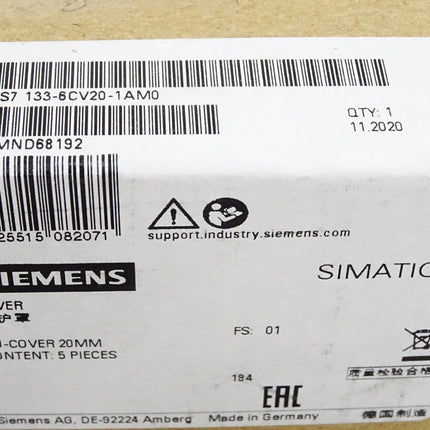 S7 133-6CV20-1AM0
QTY: 1
11.2020
MND68192
25515 082071
support.industry.siemens.com
SIEMENS
SIMATIC
VER
护罩
-COVER 20MM
ONTENT: 5 PIECES
FS: 01
质量检验合格
184
EAC
Siemens AG, DE-92224 Amberg
Made in Germany
德国制造